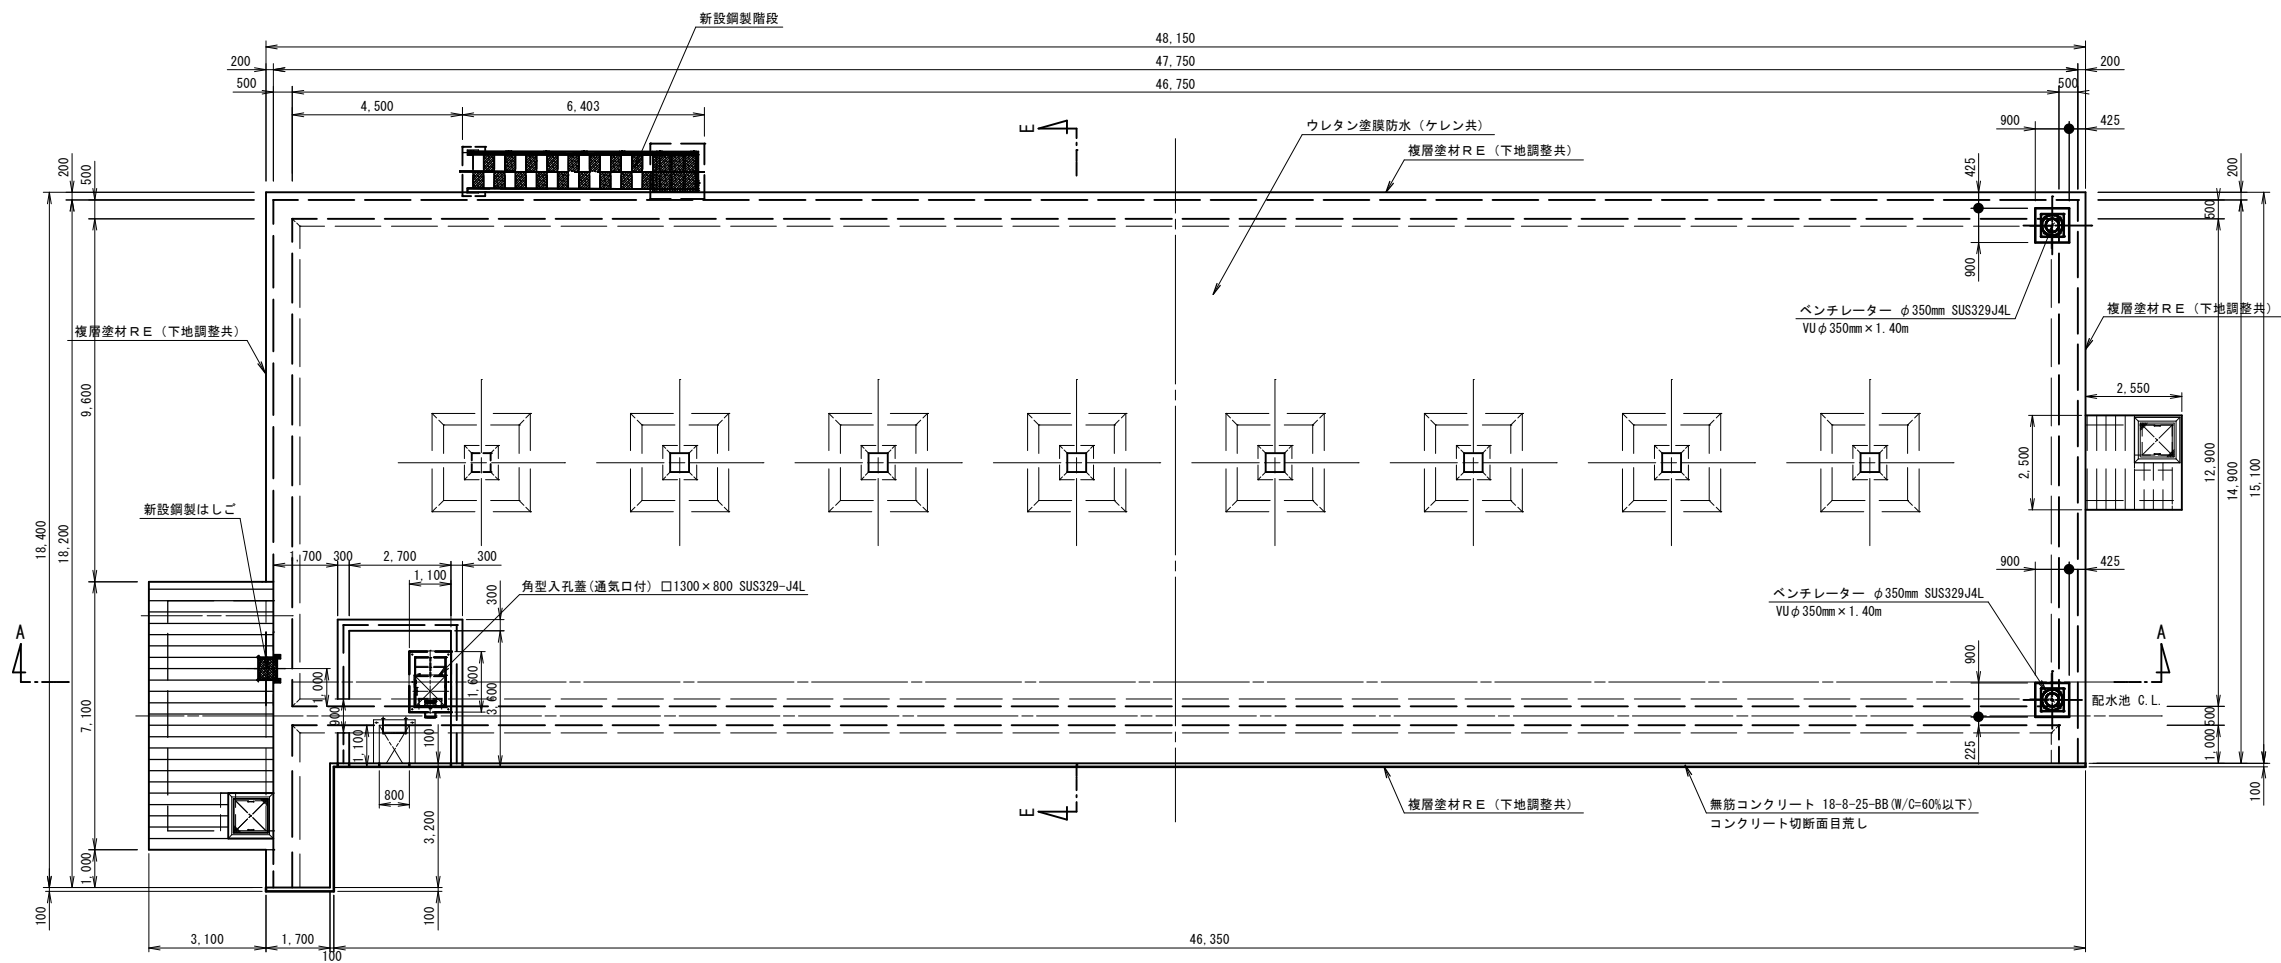 新設鋼製階段
48,150
200
47,750
200
500
46,750
500
4,500
6,403
E
ウレタン塗膜防水（ケレン共）
複層塗材ＲＥ（下地調整共）
900
425
200
500
425
200
500
900
複層塗材ＲＥ（下地調整共）
ベンチレーター φ350mm SUS329J4L
VUφ350mm×1.40m
複層塗材ＲＥ（下地調整共）
9,600
2,550
2,500
12,900
14,900
15,100
18,400
18,200
新設鋼製はしご
1,700
300
2,700
300
1,100
角型入孔蓋(通気口付) □1300×800 SUS329-J4L
300
900
425
ベンチレーター φ350mm SUS329J4L
VUφ350mm×1.40m
A
A
1,000
1,600
3,600
900
7,100
900
1,100
100
配水池 C.L.
500
1,000
225
100
800
E
複層塗材ＲＥ（下地調整共）
無筋コンクリート 18-8-25-BB(W/C=60%以下)
コンクリート切断面目荒し
3,200
1,000
100
100
3,100
1,700
100
46,350